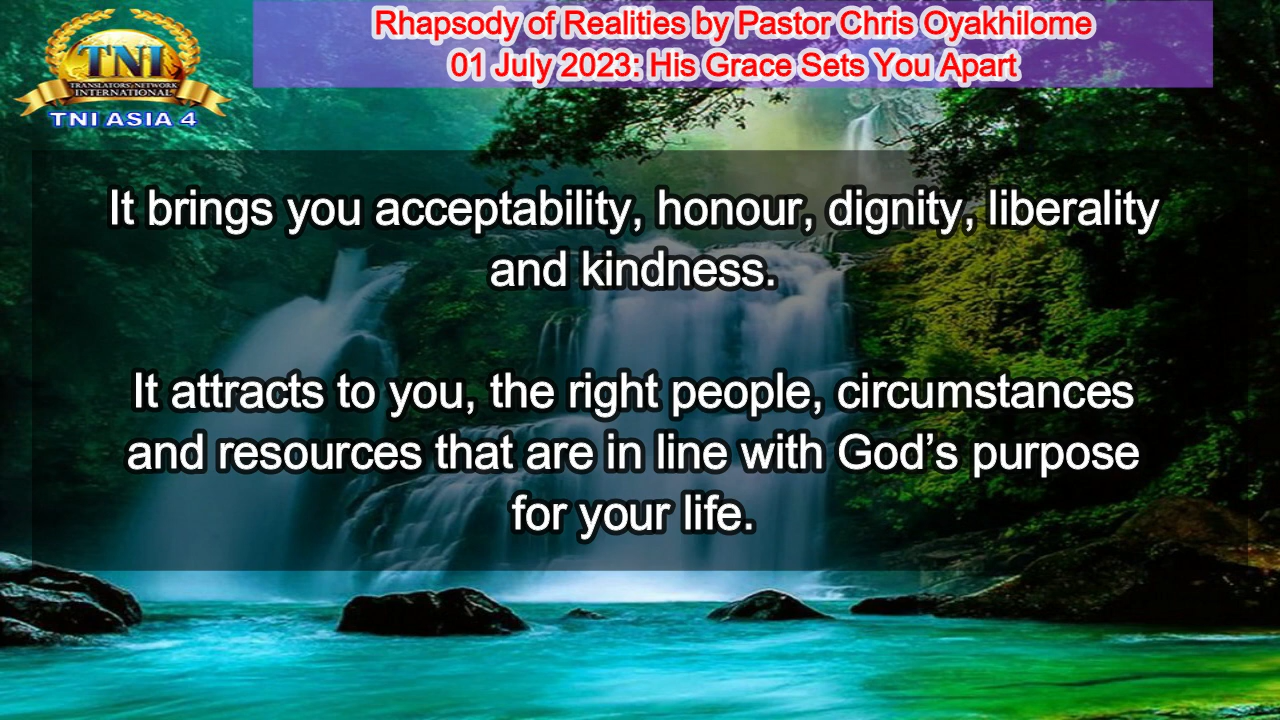 Rhapsody of Realities by Pastor Chris Oyakhilome
01 July 2023: His Grace Sets You Apart
TNI
TRANSLATORS NETWORK
INTERNATIONAL
TNI ASIA 4
It brings you acceptability, honour, dignity, liberality
and kindness.
It attracts to you, the right people, circumstances
and resources that are in line with God’s purpose
for your life.